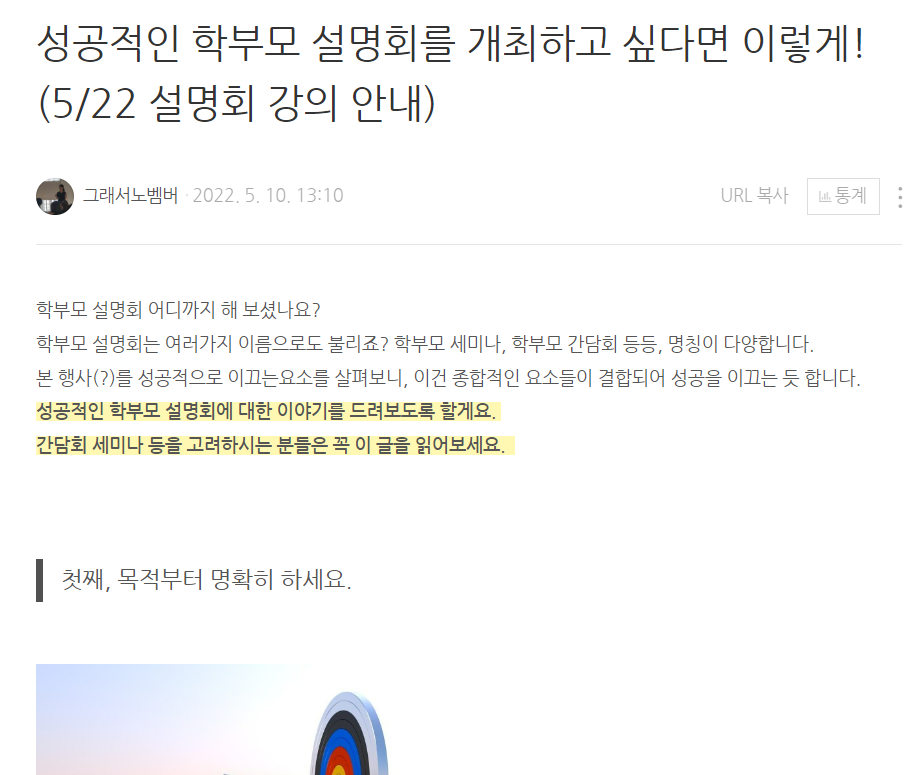 성공적인 학부모 설명회를 개최하고 싶다면 이렇게!
(5/22 설명회 강의 안내)
그래서노벰버 · 2022. 5. 10. 13:10
URL 복사
통계
학부모 설명회 어디까지 해 보셨나요?
학부모 설명회는 여러가지 이름으로도 불리죠? 학부모 세미나, 학부모 간담회 등등, 명칭이 다양합니다.
본 행사(?)를 성공적으로 이끄는요소를 살펴보니, 이건 종합적인 요소들이 결합되어 성공을 이끄는 듯 합니다.
성공적인 학부모 설명회에 대한 이야기를 드려보도록 할게요.
간담회 세미나 등을 고려하시는 분들은 꼭 이 글을 읽어보세요.
첫째, 목적부터 명확히 하세요.